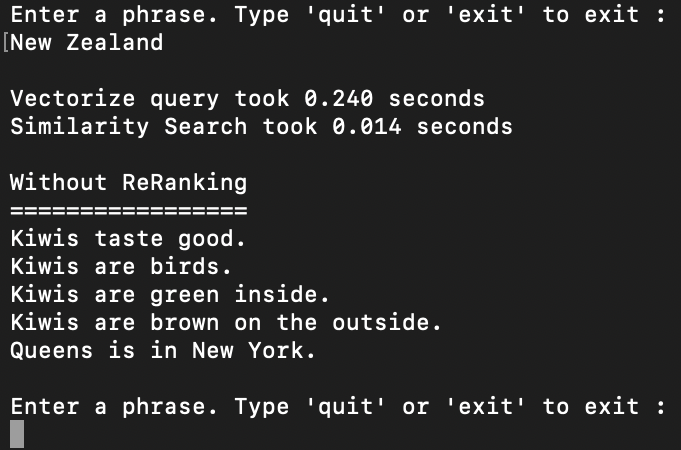 Enter a phrase. Type 'quit' or 'exit' to exit :
[New Zealand
Vectorize query took 0.240 seconds
Similarity Search took 0.014 seconds
Without ReRanking
=================
Kiwis taste good.
Kiwis are birds.
Kiwis are green inside.
Kiwis are brown on the outside.
Queens is in New York.
Enter a phrase. Type 'quit' or 'exit' to exit :